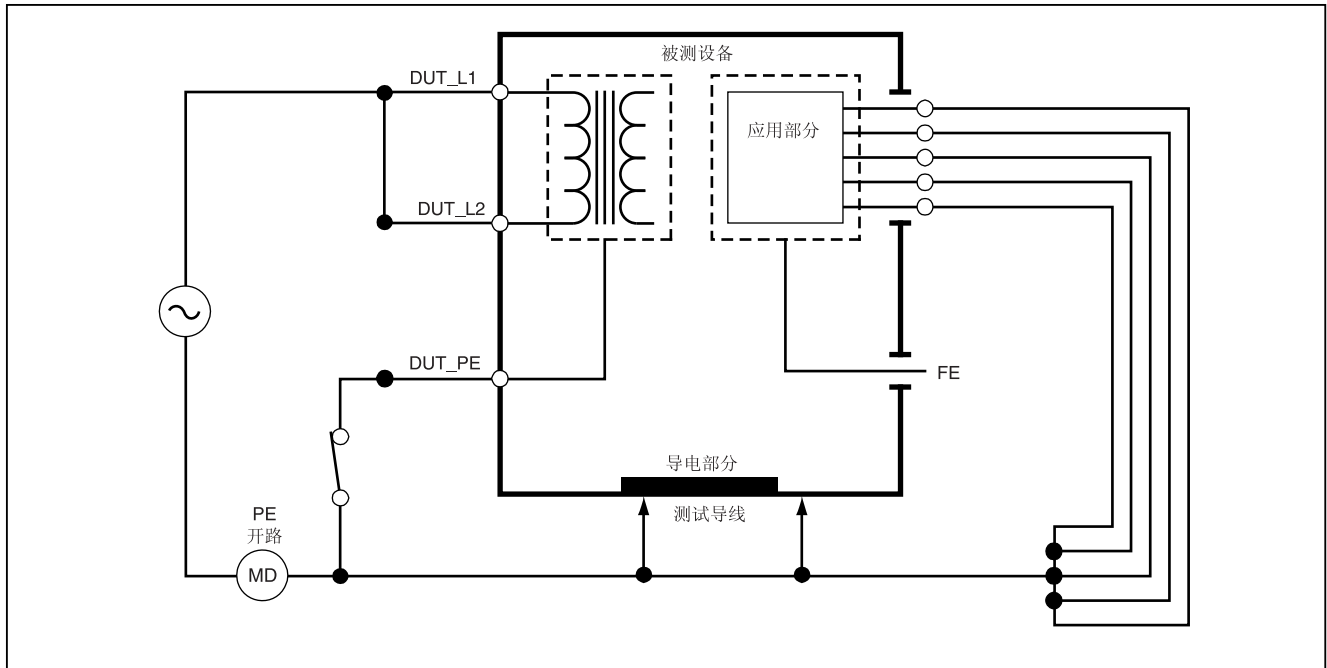 被测设备
DUT_L1
应用部分
DUT_L2
DUT_PE
FE
导电部分
测试导线
PE
开路
MD